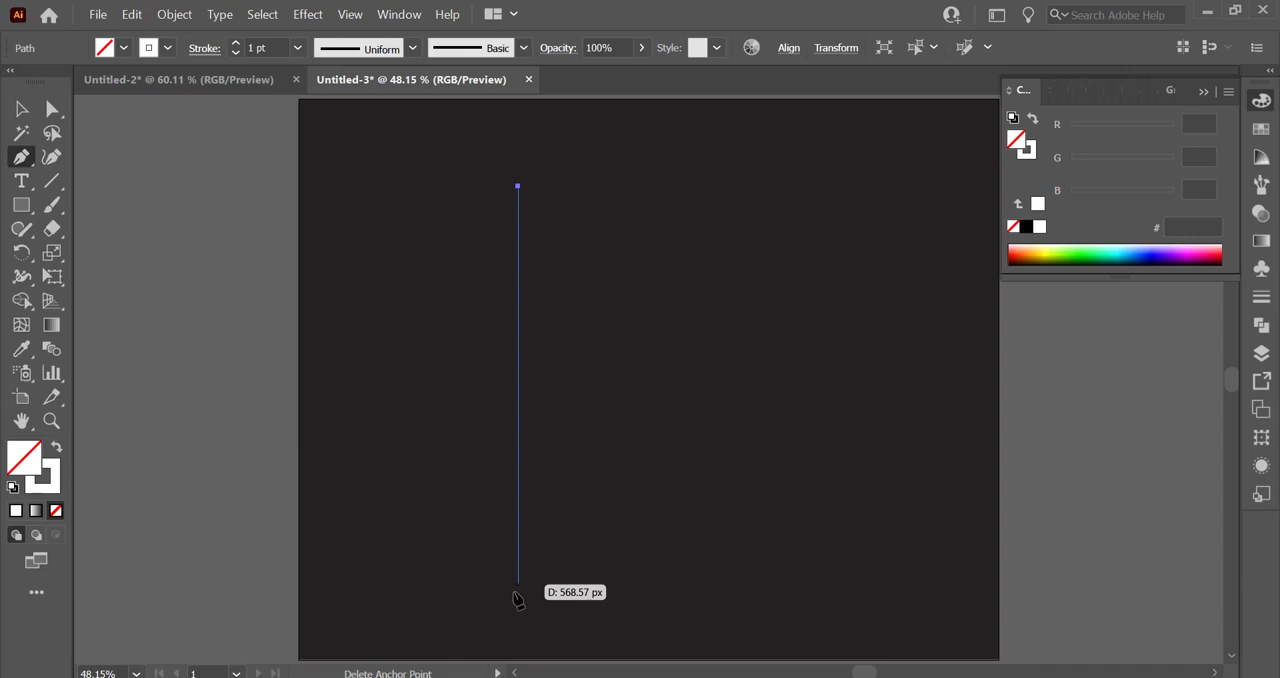 Ai File Edit Object Type Select Effect View Window Help Search Adobe Help
Path Stroke: 1 pt Uniform Basic Opacity: 100% Style: Align Transform
Untitled-2* @ 60.11 % (RGB/Preview) Untitled-3* @ 48.15 % (RGB/Preview)
C...
R
G
B
#
D: 568.57 px
48.15% 1 Delete Anchor Point